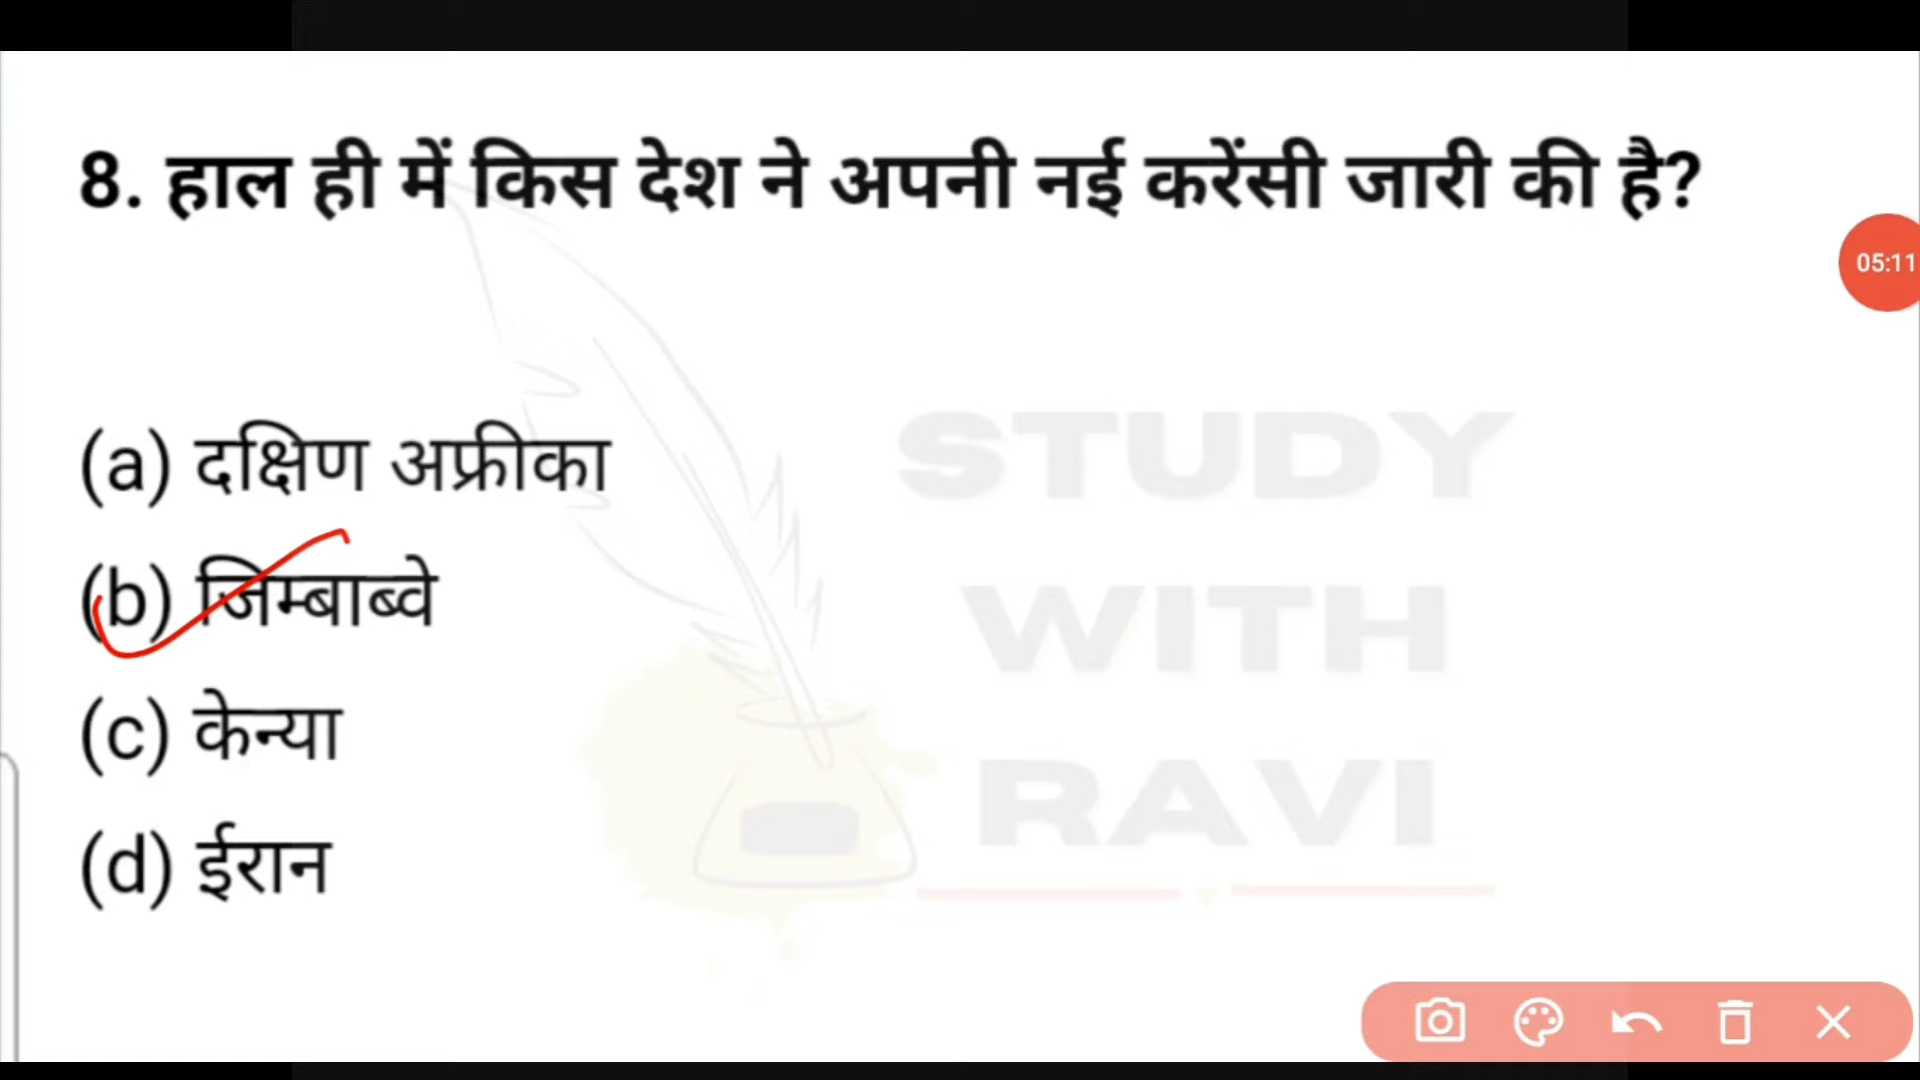 8. हाल ही में किस देश ने अपनी नई करेंसी जारी की है?
05:11
(a) दक्षिण अफ्रीका
(b) जिम्बाब्वे
(c) केन्या
(d) ईरान
STUDY
WITH
RAVI